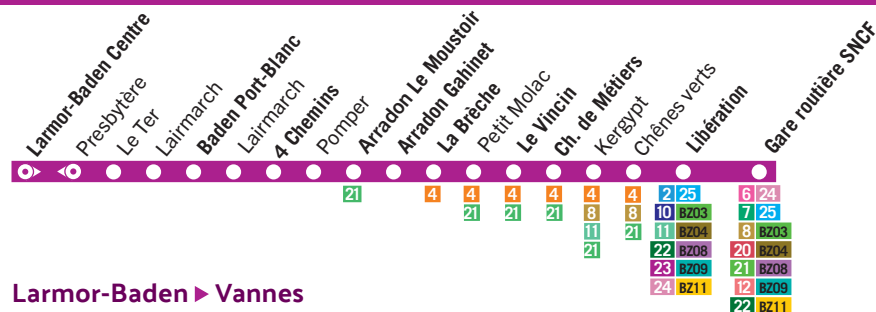 Larmor-Baden Centre
Presbytère
Le Ter
Lairmarch
Baden Port-Blanc
Lairmarch
4 Chemins
Pomper
Arradon Le Moustoir
Arradon Gahinet
La Brèche
Petit Molac
Le Vincin
Ch. de Métiers
Kergypt
Chênes verts
Libération
Gare routière SNCF
21 4 4 4 4 4 4 2 25 6 24
21 21 21 8 8 10 BZ03 7 25
11 21 11 BZ04 8 BZ03
21 22 BZ08 20 BZ04
23 BZ09 21 BZ08
24 BZ11 12 BZ09
22 BZ11
Larmor-Baden ▶ Vannes